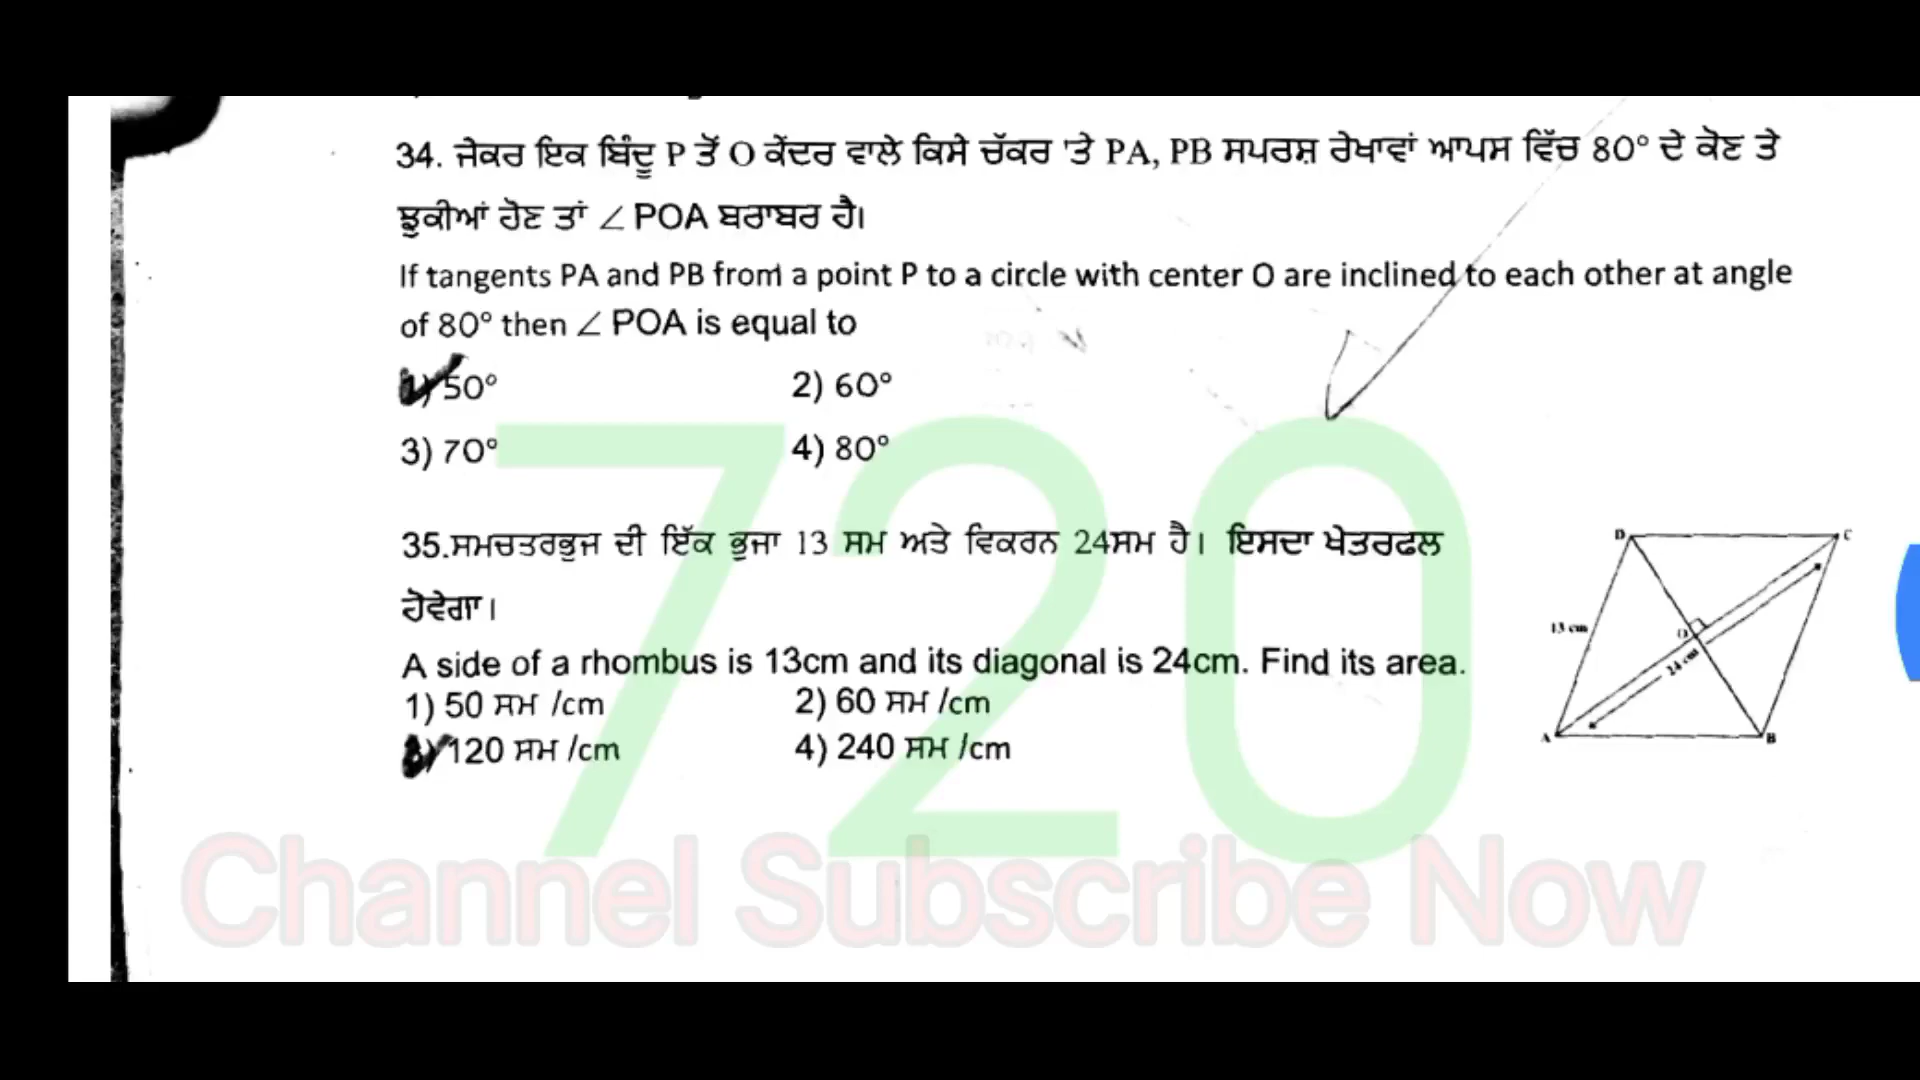 34. ਜੇਕਰ ਇਕ ਬਿੰਦੂ P ਤੋਂ O ਕੇਂਦਰ ਵਾਲੇ ਕਿਸੇ ਚੱਕਰ 'ਤੇ PA, PB ਸਪਰਸ਼ ਰੇਖਾਵਾਂ ਆਪਸ ਵਿੱਚ 80° ਦੇ ਕੋਣ ਤੇ
ਝੁਕੀਆਂ ਹੋਣ ਤਾਂ ∠POA ਬਰਾਬਰ ਹੈ।
If tangents PA and PB from a point P to a circle with center O are inclined to each other at angle
of 80° then ∠ POA is equal to
1) 50° 2) 60°
3) 70° 4) 80°
35.ਸਮਚਤਰਭੁਜ ਦੀ ਇੱਕ ਭੁਜਾ 13 ਸਮ ਅਤੇ ਵਿਕਰਨ 24ਸਮ ਹੈ। ਇਸਦਾ ਖੇਤਰਫਲ
ਹੋਵੇਗਾ।
A side of a rhombus is 13cm and its diagonal is 24cm. Find its area.
1) 50 ਸਮ /cm 2) 60 ਸਮ /cm
3) 120 ਸਮ /cm 4) 240 ਸਮ /cm
D C
13 cm
O
24 cm
A B
720
Channel Subscribe Now